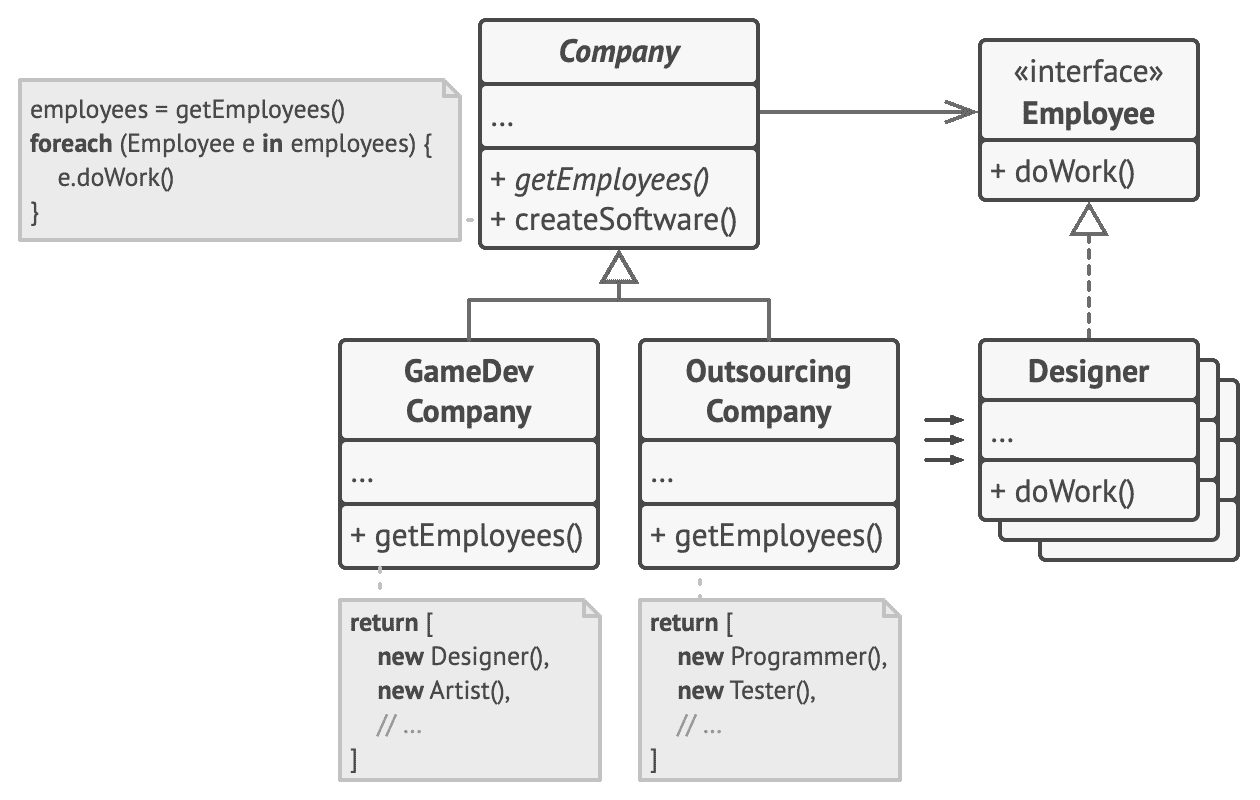 Company
...
+ getEmployees()
+ createSoftware()
employees = getEmployees()
foreach (Employee e in employees) {
e.doWork()
}
«interface»
Employee
+ doWork()
GameDev
Company
...
+ getEmployees()
Outsourcing
Company
...
+ getEmployees()
Designer
...
+ doWork()
return [
new Designer(),
new Artist(),
// ...
]
return [
new Programmer(),
new Tester(),
// ...
]